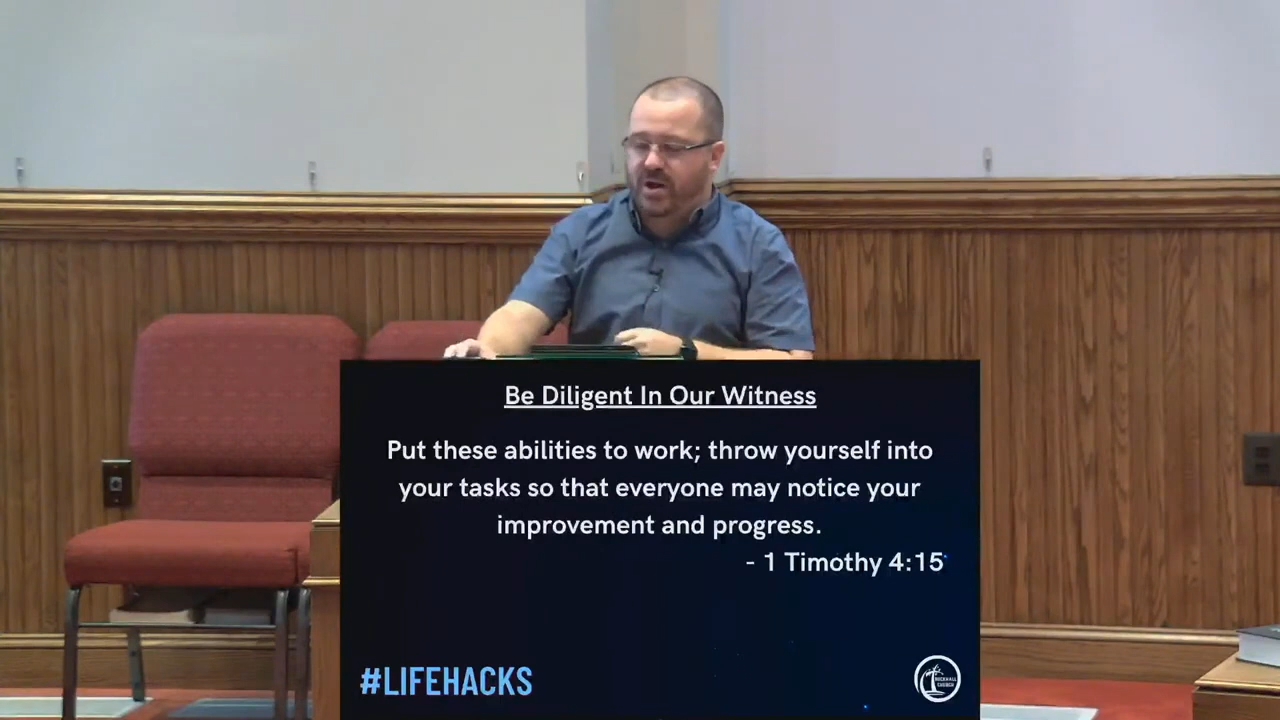 Be Diligent In Our Witness
Put these abilities to work; throw yourself into
your tasks so that everyone may notice your
improvement and progress.
- 1 Timothy 4:15
#LIFEHACKS
CHURCH